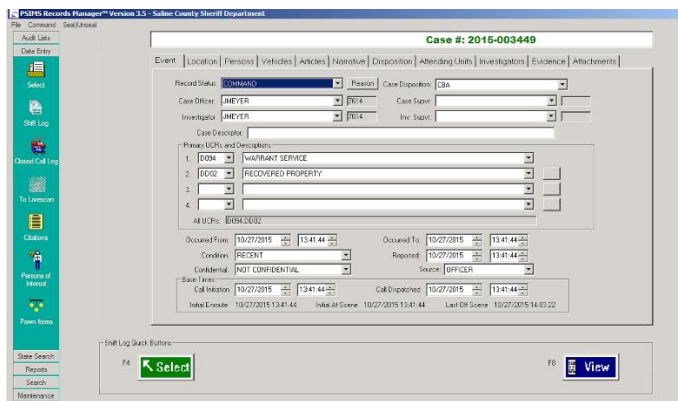 PSIMS Records Manager™ Version 3.5 - Saline County Sheriff Department
File Command Seal/Unseal
Audit Lists
Data Entry
Select
Shift Log
Closed Call Log
To Livescan
Citations
Persons of Interest
Pawn Items
State Search
Reports
Search
Maintenance
Case #: 2015-003449
Event Location Persons Vehicles Articles Narrative Disposition Attending Units Investigators Evidence Attachments
Record Status: COMMAND Reason Case Disposition: CBA
Case Officer: JMEYER 7614 Case Supvr:
Investigator: JMEYER 7614 Inv. Supvr:
Case Descriptor:
Primary UCRs and Descriptions
1. D094 WARRANT SERVICE
2. DD02 RECOVERED PROPERTY
3.
4.
All UCRs: D094,DD02
Occured From: 10/27/2015 13:41:44 Occured To: 10/27/2015 13:41:44
Condition: RECENT Reported: 10/27/2015 13:41:44
Confidential: NOT CONFIDENTIAL Source: OFFICER
Base Times
Call Initiation 10/27/2015 13:41:44 Call Dispatched 10/27/2015 13:41:44
Initial Enroute 10/27/2015 13:41:44 Initial At Scene 10/27/2015 13:41:44 Last Off Scene 10/27/2015 14:03:22
Shift Log Quick Buttons
F4 Select F8 View